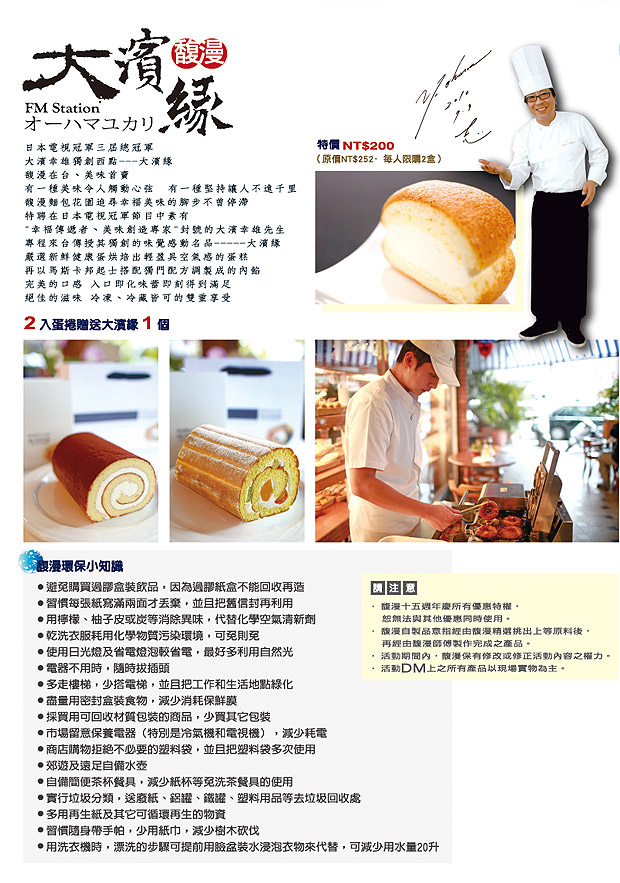 大濱緣
馥漫
FM Station
オーハマユカリ
日本電視冠軍三屆總冠軍
大濱幸雄獨創西點---大濱緣
馥漫在台、美味首賣
有一種美味令人觸動心弦　有一種堅持讓人不遠千里
馥漫麵包花園追尋幸福美味的腳步不曾停滯
特聘在日本電視冠軍節目中素有
"幸福傳遞者、美味創造專家"封號的大濱幸雄先生
專程來台傳授其獨創的味覺感動名品-----大濱緣
嚴選新鮮健康蛋烘焙出輕盈具空氣感的蛋糕
再以馬斯卡邦起士搭配獨門配方調製成的內餡
完美的口感 入口即化味蕾即刻得到滿足
絕佳的滋味 冷凍、冷藏皆可的雙重享受
特價 NT$200
（原價NT$252，每人限購2盒）
2入蛋捲贈送大濱緣 1 個
馥漫環保小知識
●避免購買過膠盒裝飲品，因為過膠紙盒不能回收再造
●習慣每張紙寫滿兩面才丟棄，並且把舊信封再利用
●用檸檬、柚子皮或炭等消除異味，代替化學空氣清新劑
●乾洗衣服耗用化學物質污染環境，可免則免
●使用日光燈及省電燈泡較省電，最好多利用自然光
●電器不用時，隨時拔插頭
●多走樓梯，少搭電梯，並且把工作和生活地點綠化
●盡量用密封盒裝食物，減少消耗保鮮膜
●採買用可回收材質包裝的商品，少買其它包裝
●市場留意保養電器（特別是冷氣機和電視機），減少耗電
●商店購物拒絕不必要的塑料袋，並且把塑料袋多次使用
●郊遊及遠足自備水壺
●自備簡便茶杯餐具，減少紙杯等免洗茶餐具的使用
●實行垃圾分類，送廢紙、鋁罐、鐵罐、塑料用品等去垃圾回收處
●多用再生紙及其它可循環再生的物資
●習慣隨身帶手帕，少用紙巾，減少樹木砍伐
●用洗衣機時，漂洗的步驟可提前用臉盆裝水浸泡衣物來代替，可減少用水量20升
請注意
．馥漫十五週年慶所有優惠特權，
恕無法與其他優惠同時使用。
．馥漫自製品意指經由馥漫精選挑出上等原料後，
再經由馥漫師傅製作完成之產品。
．活動期間內，馥漫保有修改或修正活動內容之權力。
．活動DM上之所有產品以現場實物為主。